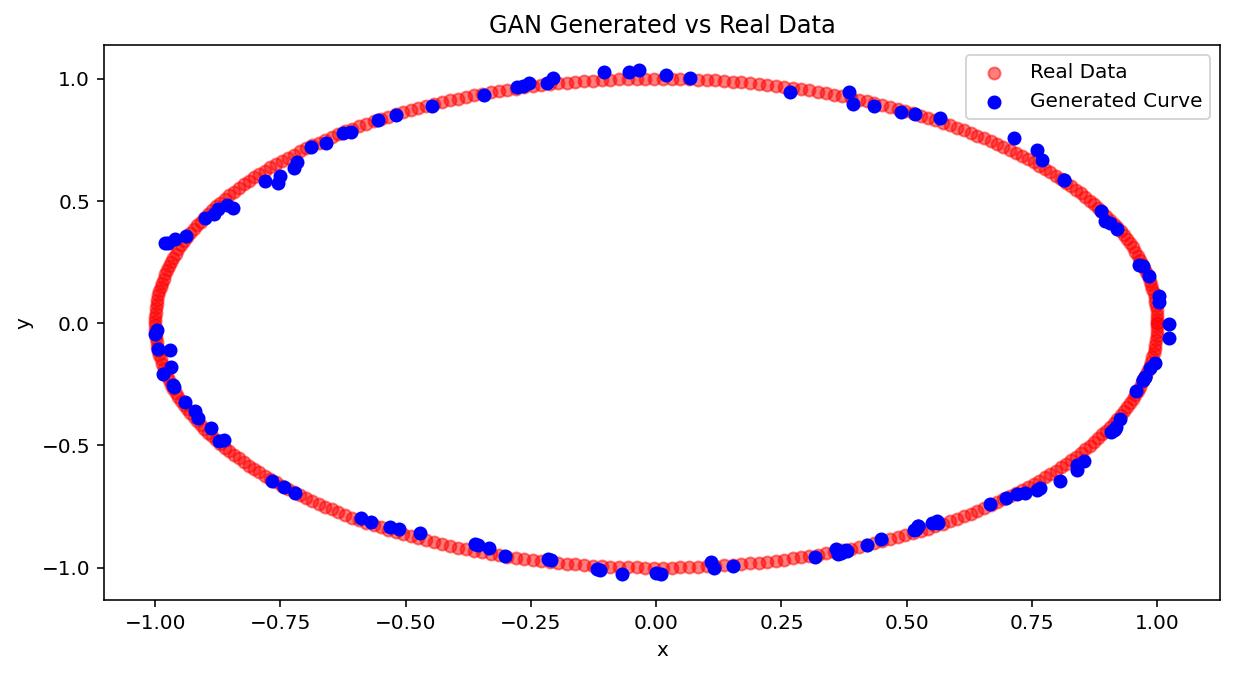 GAN Generated vs Real Data
Real Data
Generated Curve
1.0
0.5
0.0
−0.5
−1.0
y
−1.00 −0.75 −0.50 −0.25 0.00 0.25 0.50 0.75 1.00
x